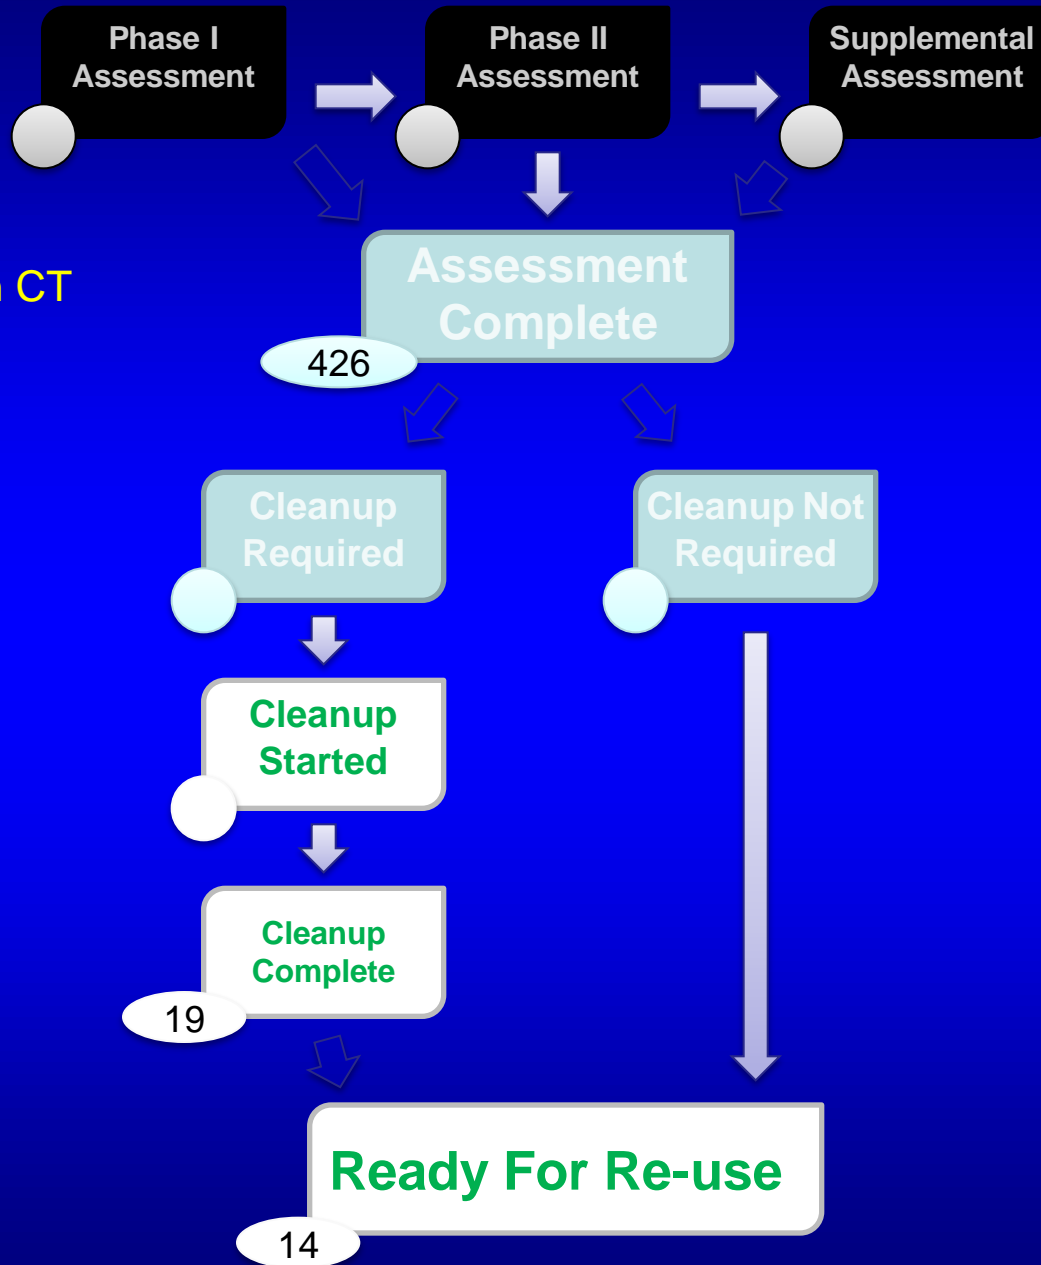 Phase I
Assessment
Phase II
Assessment
Supplemental
Assessment
CT
Assessment
Complete
426
Cleanup
Required
Cleanup Not
Required
Cleanup
Started
Cleanup
Complete
19
Ready For Re-use
14